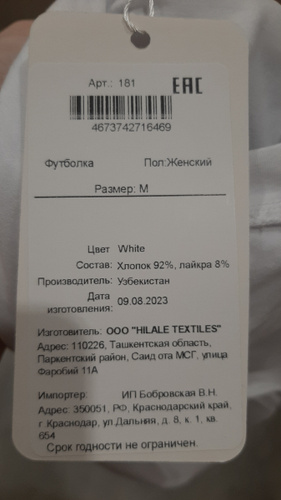 Арт.: 181 EAC
4673742716469
Футболка Пол:Женский
Размер: М
Цвет White
Состав: Хлопок 92%, лайкра 8%
Производитель: Узбекистан
Дата изготовления: 09.08.2023
Изготовитель: ООО "HILALE TEXTILES"
Адрес: 110226, Ташкентская область,
Паркентский район, Саид ота МСГ, улица
Фаробий 11А
Импортер: ИП Бобровская В.Н.
Адрес: 350051, РФ, Краснодарский край,
г.Краснодар, ул.Дальняя, д. 8, к. 1, кв.
654
Срок годности не ограничен.